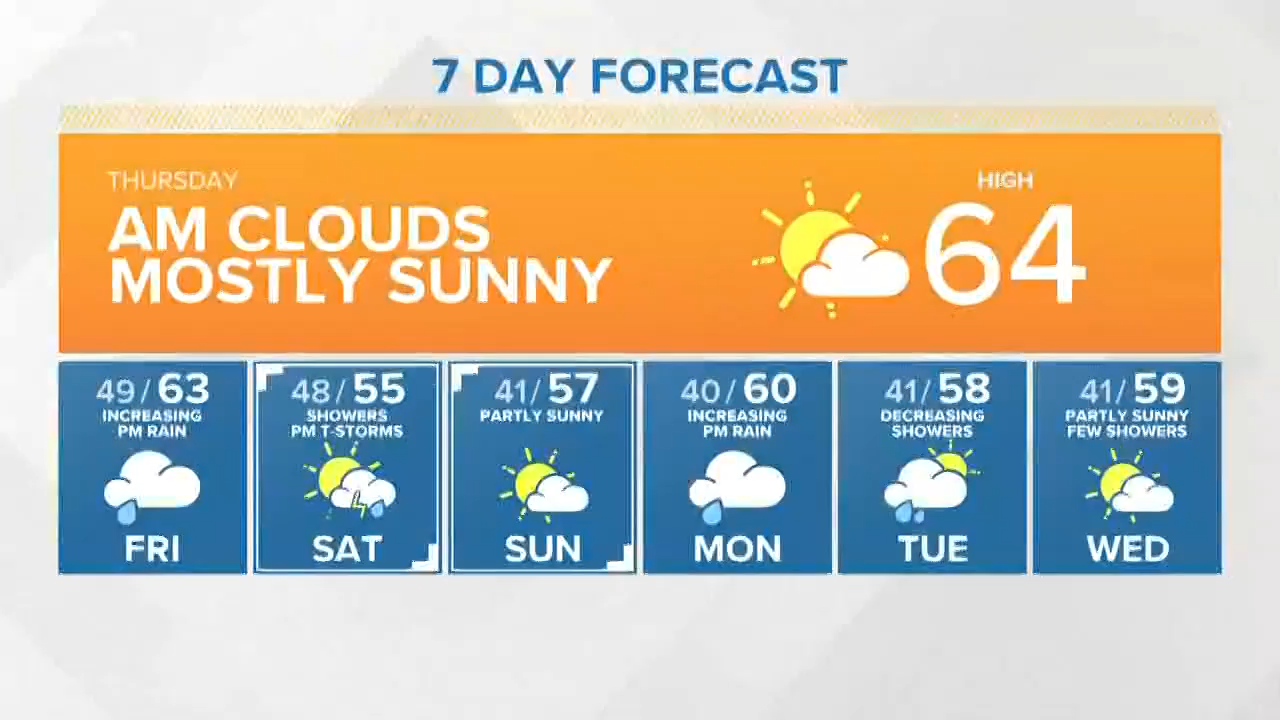 7 DAY FORECAST
THURSDAY
AM CLOUDS
MOSTLY SUNNY
HIGH
64
49 / 63
INCREASING
PM RAIN
FRI
48 / 55
SHOWERS
PM T-STORMS
SAT
41 / 57
PARTLY SUNNY
SUN
40 / 60
INCREASING
PM RAIN
MON
41 / 58
DECREASING
SHOWERS
TUE
41 / 59
PARTLY SUNNY
FEW SHOWERS
WED